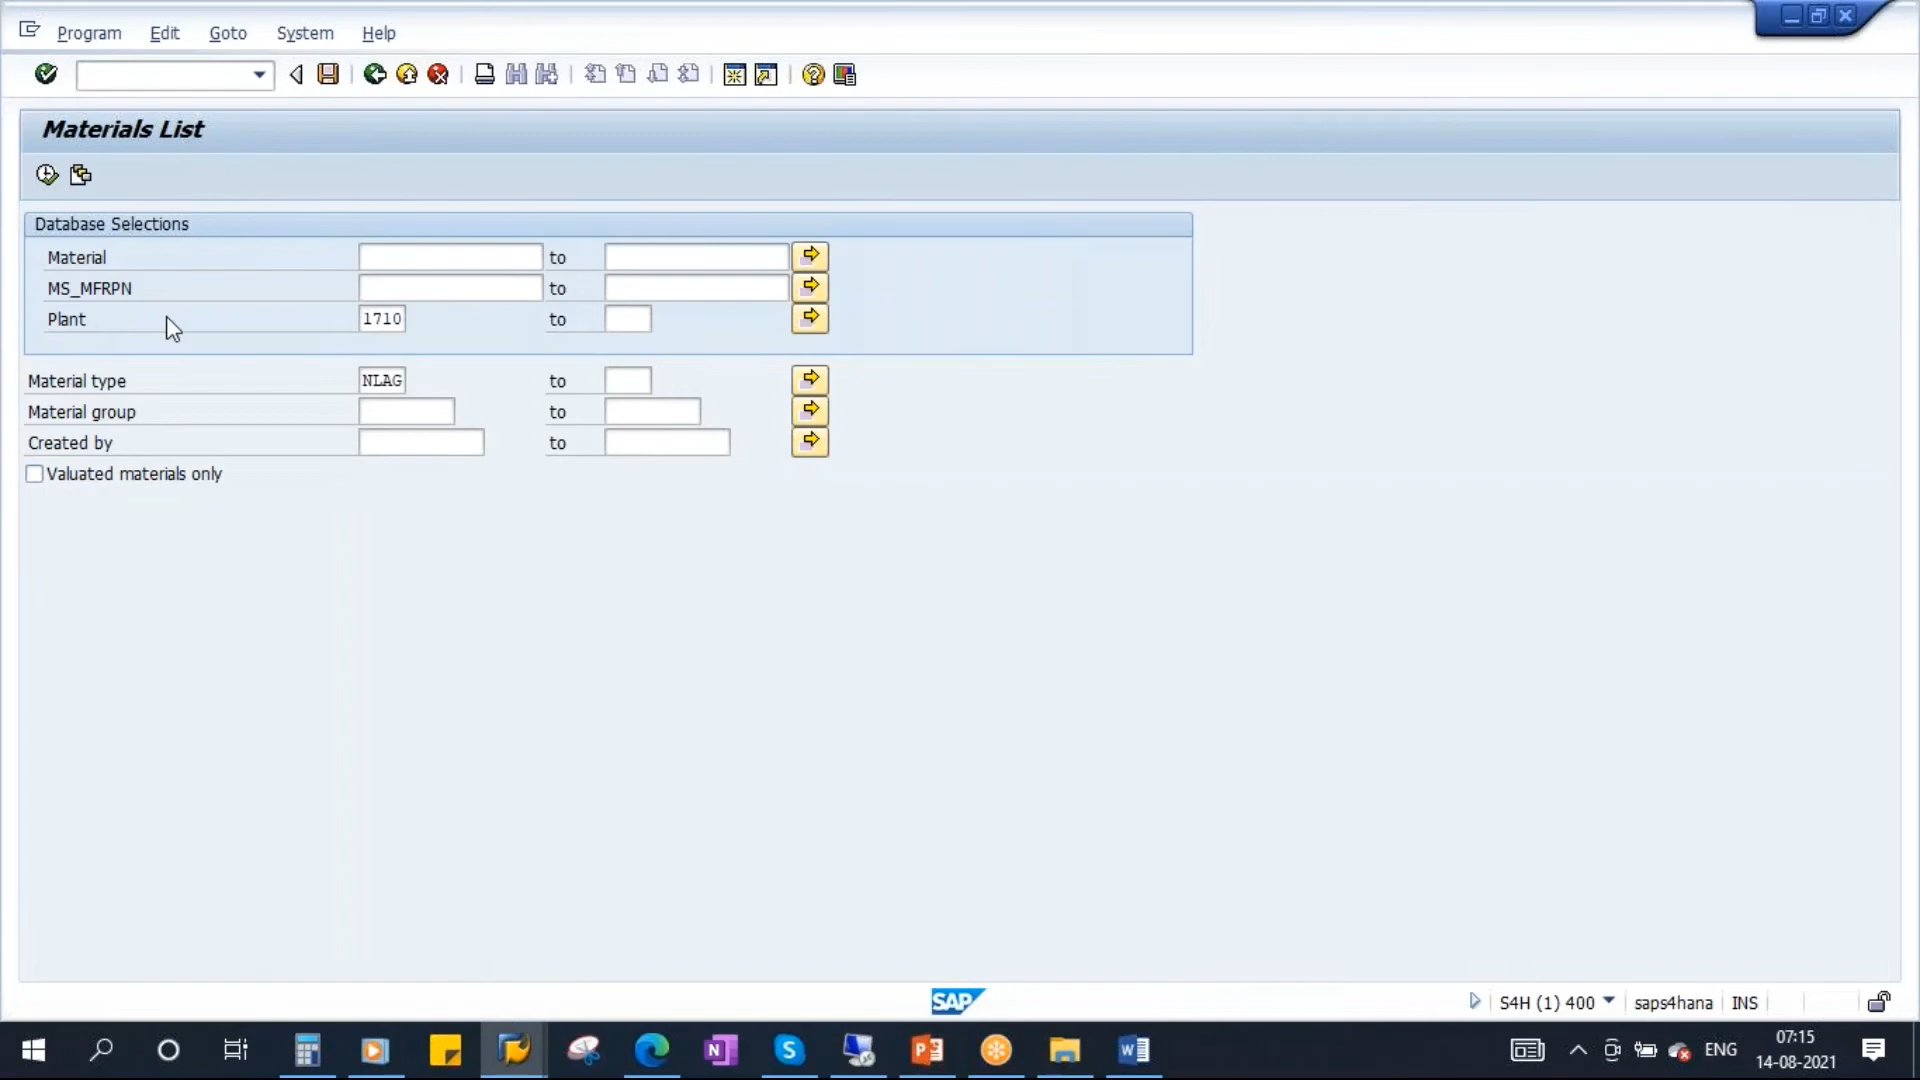 Program Edit Goto System Help
Materials List
Database Selections
Material to
MS_MFRPN to
Plant 1710 to
Material type NLAG to
Material group to
Created by to
Valuated materials only
SAP
S4H (1) 400 saps4hana INS
07:15
ENG
14-08-2021